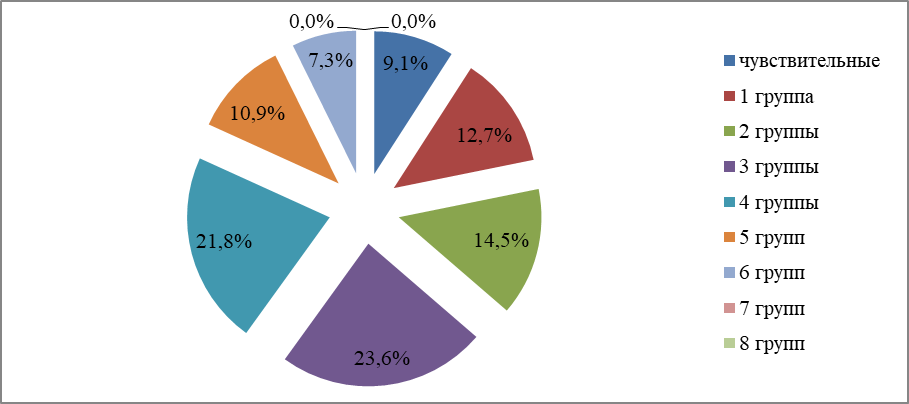 0,0%
0,0%
7,3%
9,1%
10,9%
12,7%
21,8%
14,5%
23,6%
чувствительные
1 группа
2 группы
3 группы
4 группы
5 групп
6 групп
7 групп
8 групп